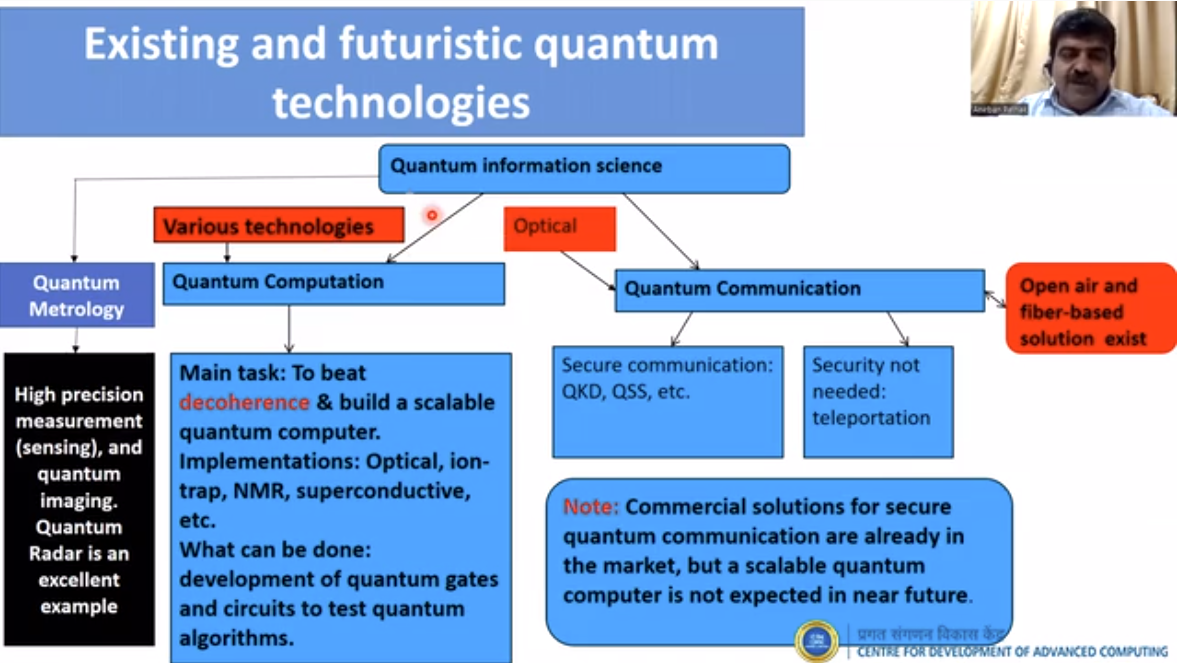 Existing and futuristic quantum
technologies
Quantum information science
Various technologies
Optical
Quantum
Metrology
Quantum Computation
Quantum Communication
Open air and
fiber-based
solution exist
High precision
measurement
(sensing), and
quantum
imaging.
Quantum
Radar is an
excellent
example
Main task: To beat
decoherence & build a scalable
quantum computer.
Implementations: Optical, ion-
trap, NMR, superconductive,
etc.
What can be done:
development of quantum gates
and circuits to test quantum
algorithms.
Secure communication:
QKD, QSS, etc.
Security not
needed:
teleportation
Note: Commercial solutions for secure
quantum communication are already in
the market, but a scalable quantum
computer is not expected in near future.
प्रगत संगणन विकास केंद्र
CENTRE FOR DEVELOPMENT OF ADVANCED COMPUTING